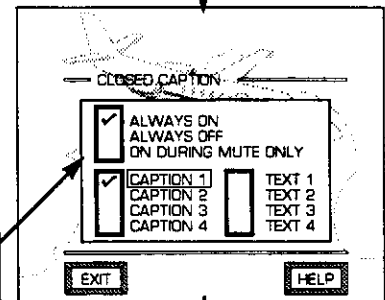 CLOSED CAPTION
ALWAYS ON
ALWAYS OFF
ON DURING MUTE ONLY
CAPTION 1 TEXT 1
CAPTION 2 TEXT 2
CAPTION 3 TEXT 3
CAPTION 4 TEXT 4
EXIT HELP